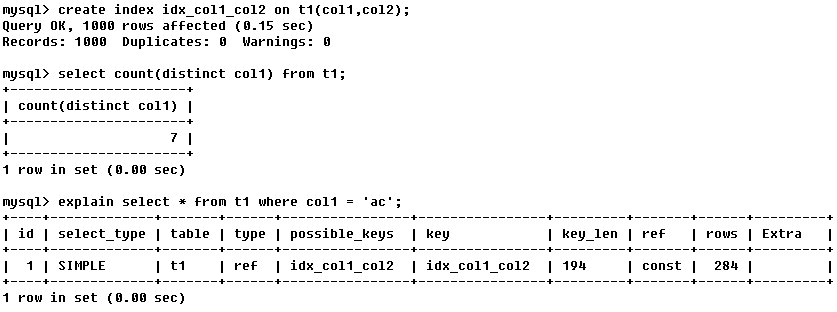 mysql> create index idx_col1_col2 on t1(col1,col2);
Query OK, 1000 rows affected (0.15 sec)
Records: 1000  Duplicates: 0  Warnings: 0

mysql> select count(distinct col1) from t1;
+----------------------+
| count(distinct col1) |
+----------------------+
|                    7 |
+----------------------+
1 row in set (0.00 sec)

mysql> explain select * from t1 where col1 = 'ac';
+----+-------------+-------+------+---------------+---------------+---------+-------+------+-------+
| id | select_type | table | type | possible_keys | key           | key_len | ref   | rows | Extra |
+----+-------------+-------+------+---------------+---------------+---------+-------+------+-------+
|  1 | SIMPLE      | t1    | ref  | idx_col1_col2 | idx_col1_col2 | 194     | const |  284 |       |
+----+-------------+-------+------+---------------+---------------+---------+-------+------+-------+
1 row in set (0.00 sec)